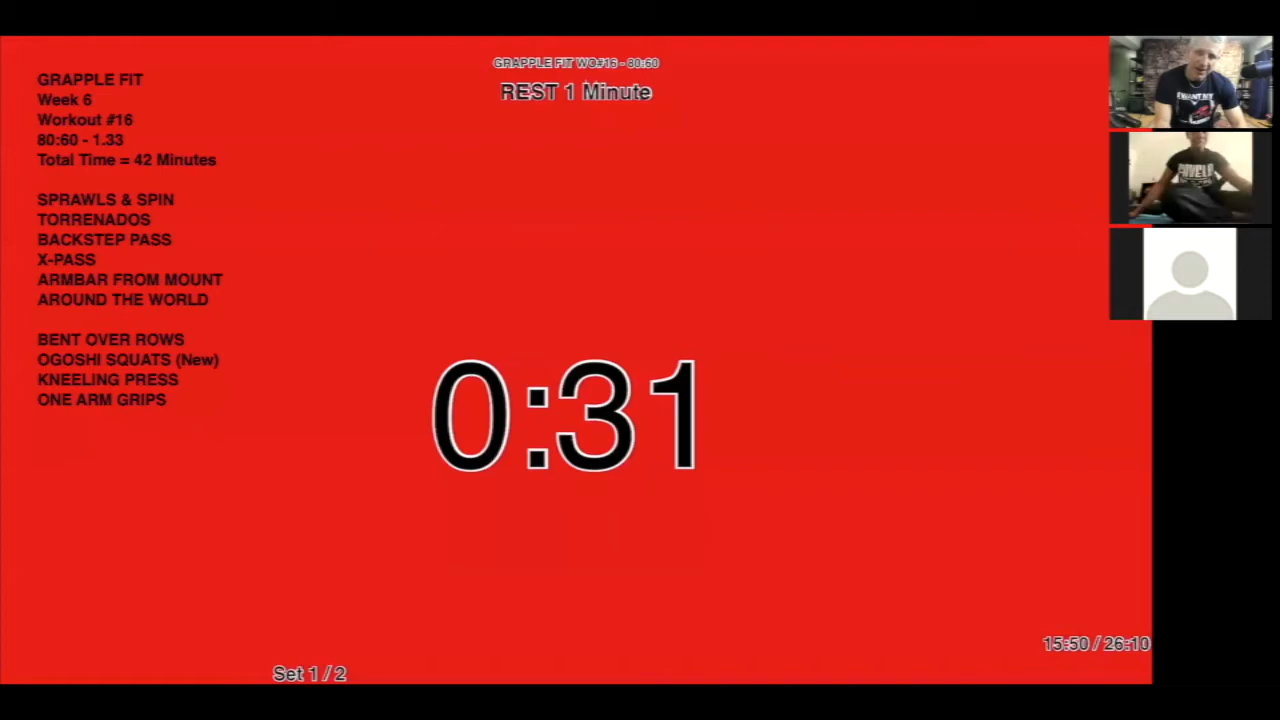 GRAPPLE FIT
Week 6
Workout #16
80:60 - 1.33
Total Time = 42 Minutes
SPRAWLS & SPIN
TORRENADOS
BACKSTEP PASS
X-PASS
ARMBAR FROM MOUNT
AROUND THE WORLD
BENT OVER ROWS
OGOSHI SQUATS (New)
KNEELING PRESS
ONE ARM GRIPS
GRAPPLE FIT WO#16 - 80:60
REST 1 Minute
0:31
15:50 / 26:10
Set 1 / 2